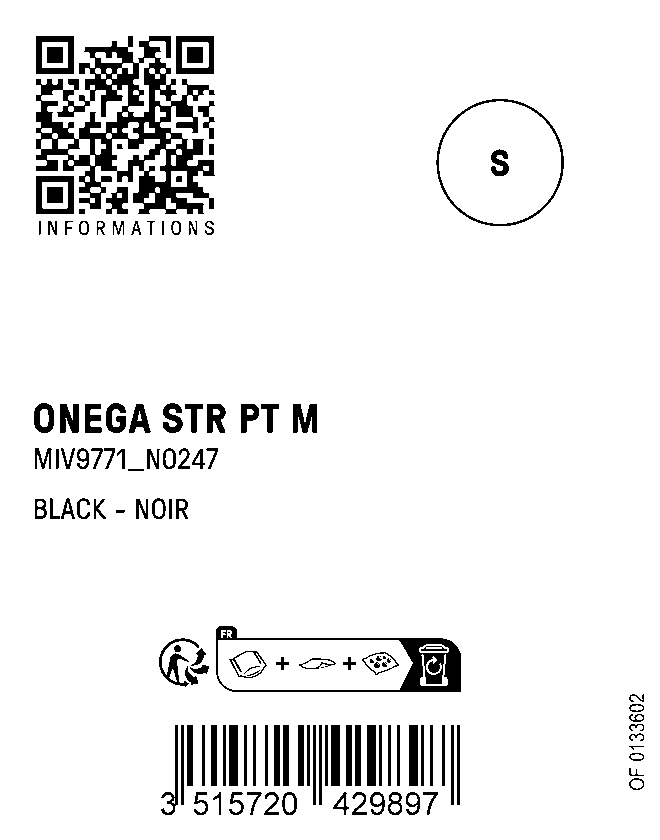 INFORMATIONS
S
ONEGA STR PT M
MIV9771_N0247
BLACK - NOIR
FR
+ +
3 515720 429897
OF 0133602